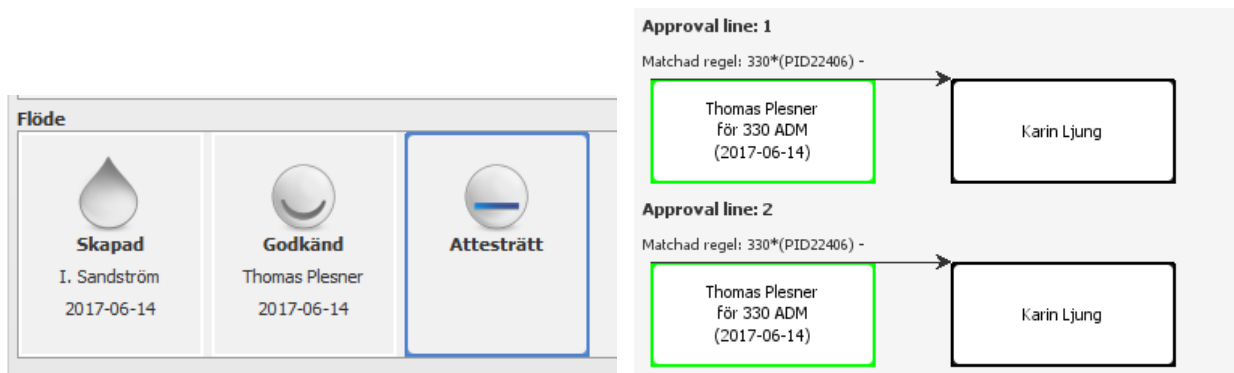 Flöde
Skapad
I. Sandström
2017-06-14
Godkänd
Thomas Plesner
2017-06-14
Attesträtt
Approval line: 1
Matchad regel: 330*(PID22406) -
Thomas Plesner
för 330 ADM
(2017-06-14)
Karin Ljung
Approval line: 2
Matchad regel: 330*(PID22406) -
Thomas Plesner
för 330 ADM
(2017-06-14)
Karin Ljung